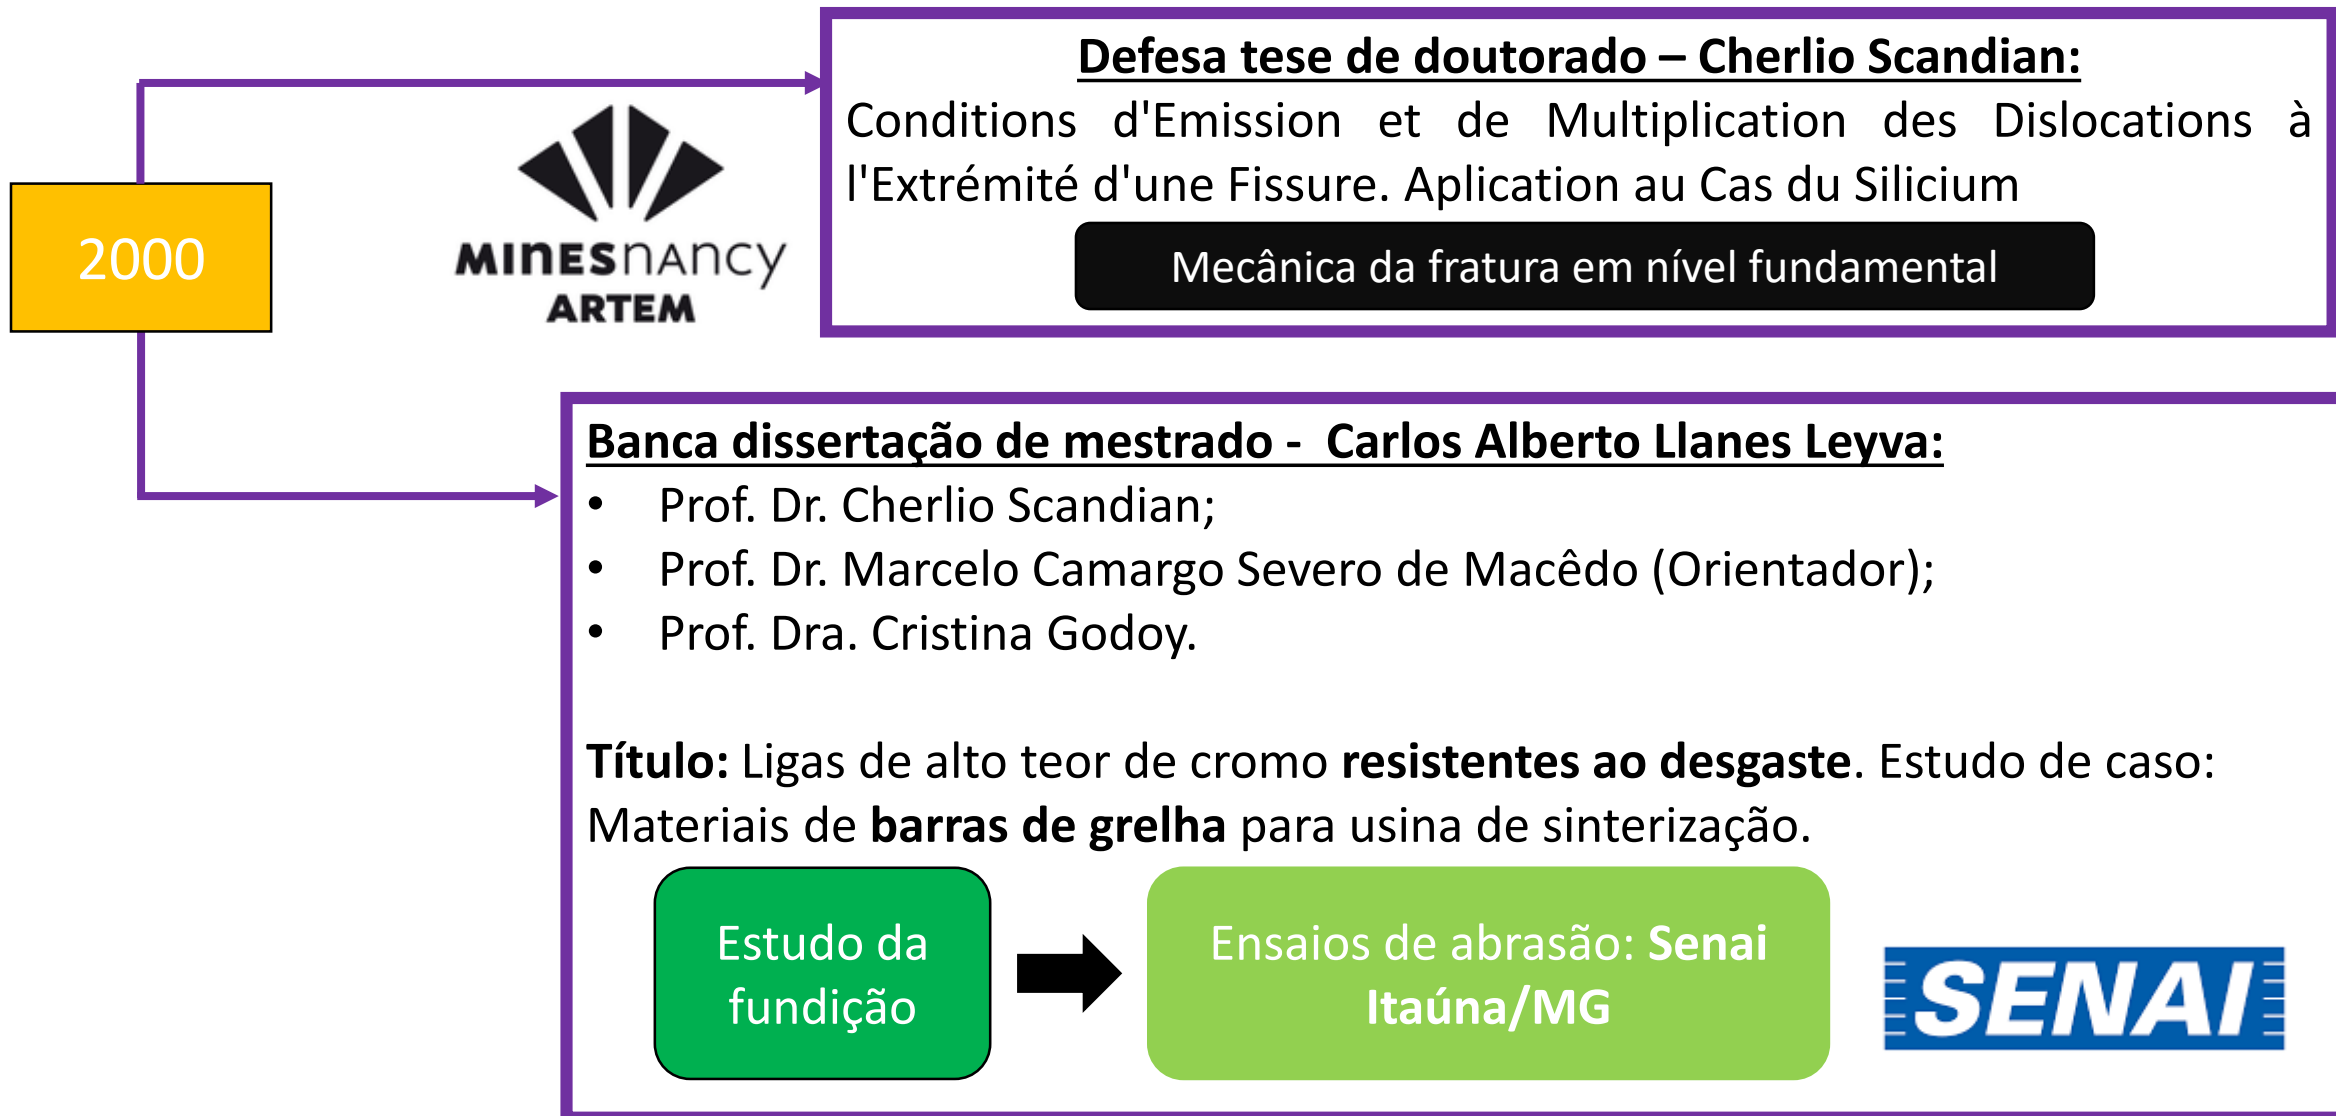 Defesa tese de doutorado – Cherlio Scandian:
Conditions d'Emission et de Multiplication des Dislocations à
l'Extrémité d'une Fissure. Aplication au Cas du Silicium
Mecânica da fratura em nível fundamental
2000
MINESNANCY
ARTEM
Banca dissertação de mestrado - Carlos Alberto Llanes Leyva:
• Prof. Dr. Cherlio Scandian;
• Prof. Dr. Marcelo Camargo Severo de Macêdo (Orientador);
• Prof. Dra. Cristina Godoy.
Título: Ligas de alto teor de cromo resistentes ao desgaste. Estudo de caso:
Materiais de barras de grelha para usina de sinterização.
Estudo da
fundição
Ensaios de abrasão: Senai
Itaúna/MG
SENAI